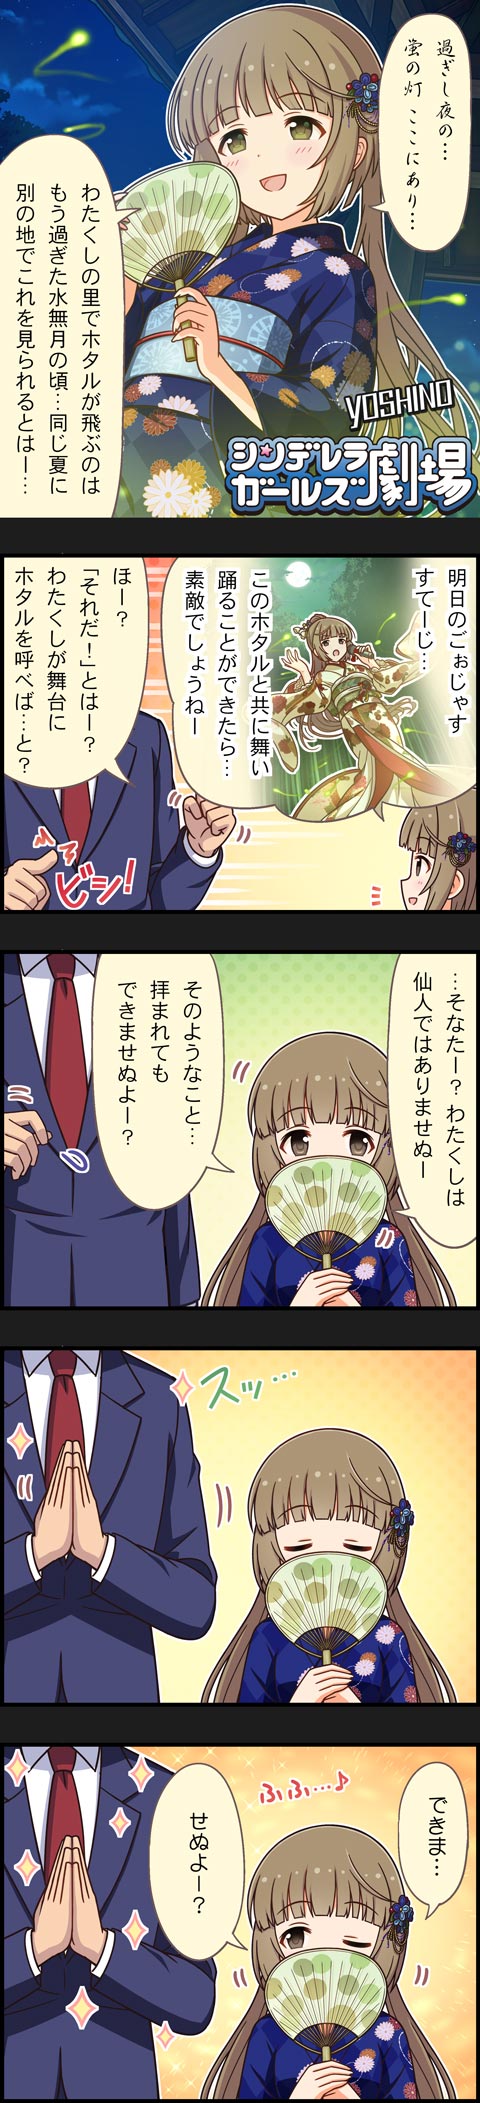 過ぎし夜の…
蛍の灯 ここにあり…
わたくしの里でホタルが飛ぶのは
もう過ぎた水無月の頃…同じ夏に
別の地でこれを見られるとはー…
YOSHINO
シンデレラ
ガールズ劇場
明日のごぉじゃす
すてーじ…
このホタルと共に舞い
踊ることができたら…
素敵でしょうねー
ほー?
「それだ!」とはー?
わたくしが舞台に
ホタルを呼べば…と?
ビシ!
…そなたー?わたくしは
仙人ではありませぬー
そのようなこと…
拝まれても
できませぬよー?
スッ…
できま…
ふふ…♪
せぬよー?